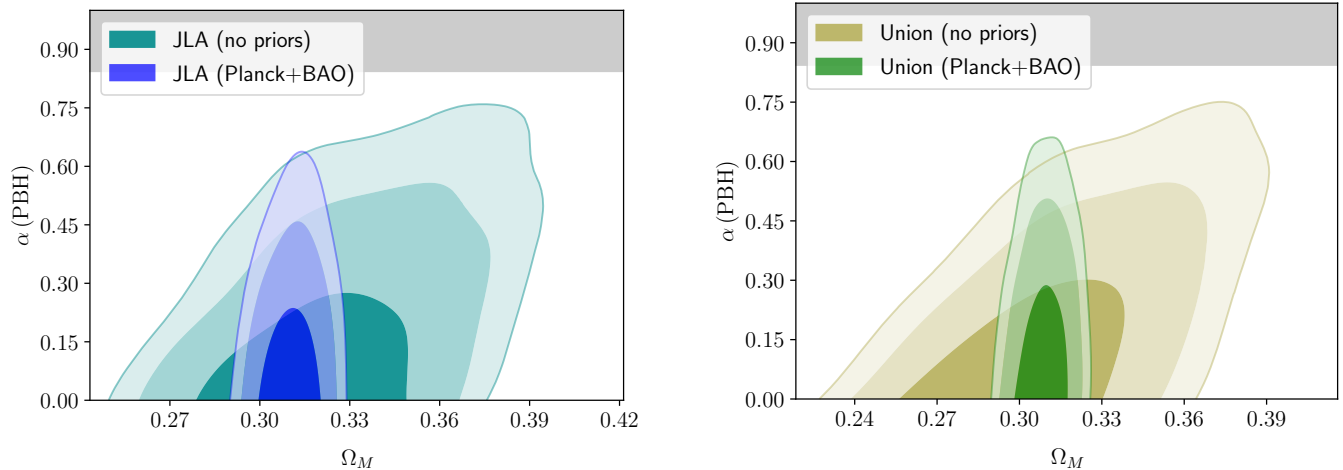 JLA (no priors)
JLA (Planck+BAO)
0.90
0.75
0.60
0.45
0.30
0.15
0.00
α (PBH)
0.27 0.30 0.33 0.36 0.39 0.42
Ω_M
Union (no priors)
Union (Planck+BAO)
0.90
0.75
0.60
0.45
0.30
0.15
0.00
α (PBH)
0.24 0.27 0.30 0.33 0.36 0.39
Ω_M